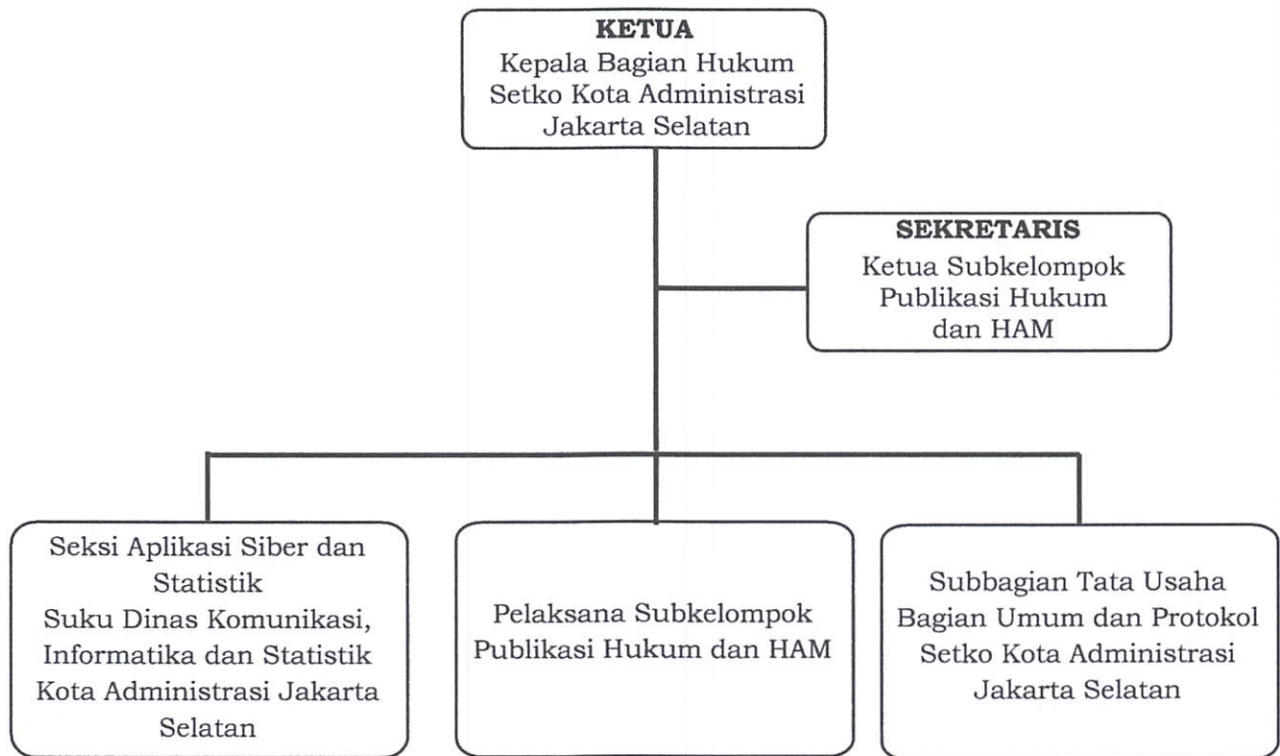 KETUA
Kepala Bagian Hukum
Setko Kota Administrasi
Jakarta Selatan
SEKRETARIS
Ketua Subkelompok
Publikasi Hukum
dan HAM
Seksi Aplikasi Siber dan
Statistik
Suku Dinas Komunikasi,
Informatika dan Statistik
Kota Administrasi Jakarta
Selatan
Pelaksana Subkelompok
Publikasi Hukum dan HAM
Subbagian Tata Usaha
Bagian Umum dan Protokol
Setko Kota Administrasi
Jakarta Selatan